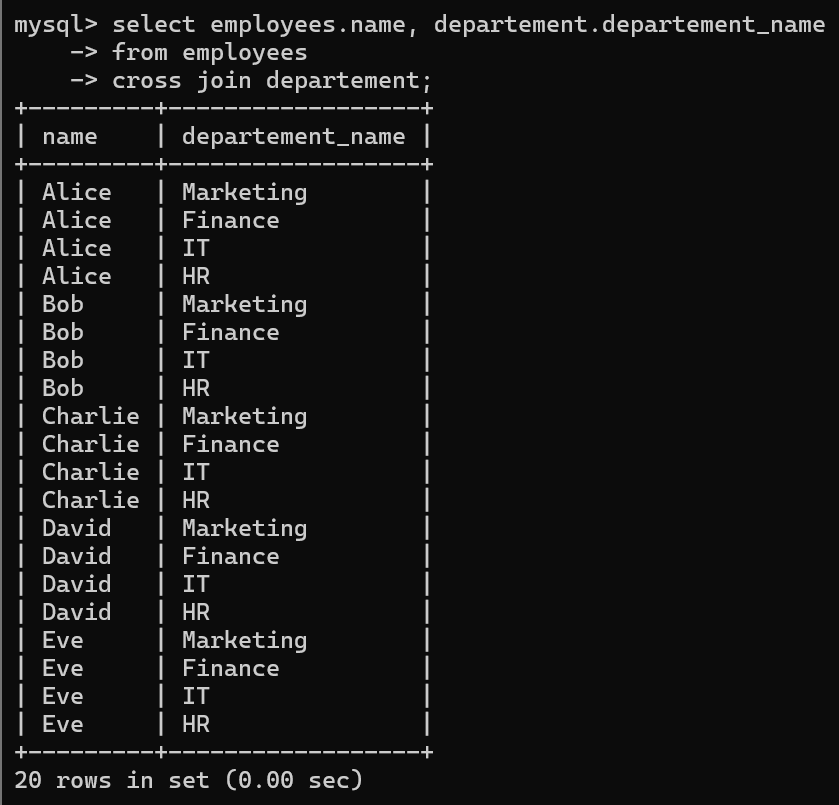 mysql> select employees.name, departement.departement_name
    -> from employees
    -> cross join departement;
+---------+------------------+
| name    | departement_name |
+---------+------------------+
| Alice   | Marketing        |
| Alice   | Finance          |
| Alice   | IT               |
| Alice   | HR               |
| Bob     | Marketing        |
| Bob     | Finance          |
| Bob     | IT               |
| Bob     | HR               |
| Charlie | Marketing        |
| Charlie | Finance          |
| Charlie | IT               |
| Charlie | HR               |
| David   | Marketing        |
| David   | Finance          |
| David   | IT               |
| David   | HR               |
| Eve     | Marketing        |
| Eve     | Finance          |
| Eve     | IT               |
| Eve     | HR               |
+---------+------------------+
20 rows in set (0.00 sec)